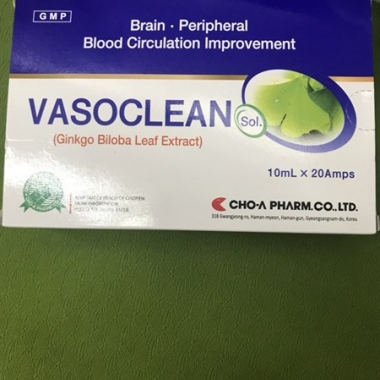 GMP
Brain · Peripheral
Blood Circulation Improvement
VASOCLEAN Sol.
(Ginkgo Biloba Leaf Extract)
10mL × 20Amps
CHO-A PHARM.CO.,LTD.